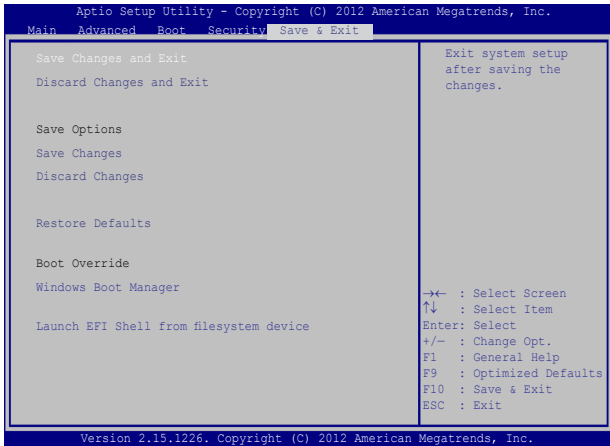 Aptio Setup Utility - Copyright (C) 2012 American Megatrends, Inc.
Main Advanced Boot Security Save & Exit
Save Changes and Exit
Discard Changes and Exit
Save Options
Save Changes
Discard Changes
Restore Defaults
Boot Override
Windows Boot Manager
Launch EFI Shell from filesystem device
Exit system setup
after saving the
changes.
→← : Select Screen
↑↓ : Select Item
Enter: Select
+/— : Change Opt.
F1 : General Help
F9 : Optimized Defaults
F10 : Save & Exit
ESC : Exit
Version 2.15.1226. Copyright (C) 2012 American Megatrends, Inc.